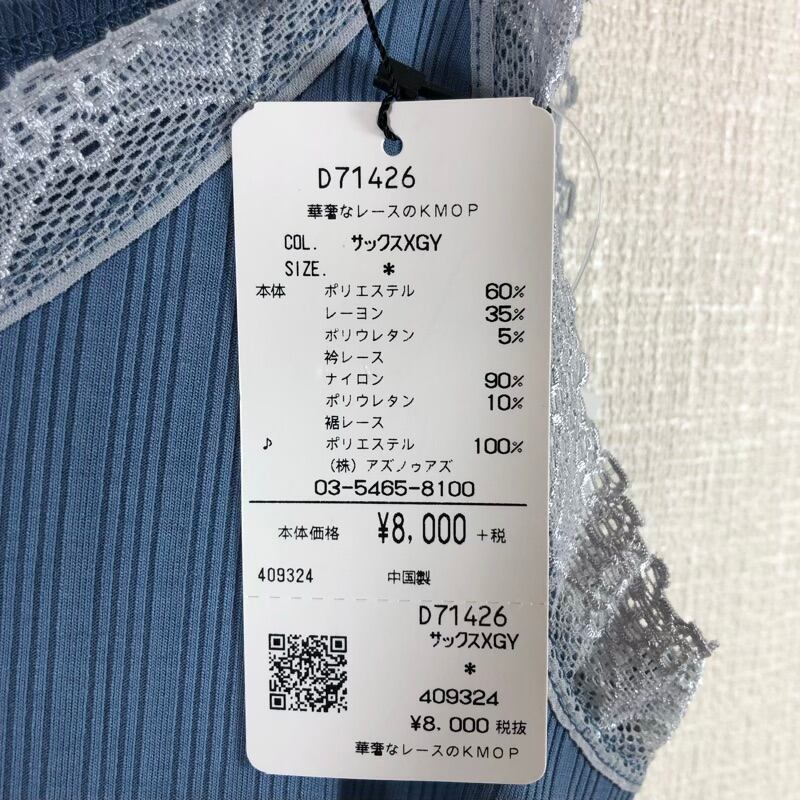 D71426
華奢なレースのKMOP
COL. サックスXGY
SIZE. *
本体 ポリエステル 60%
レーヨン 35%
ポリウレタン 5%
衿レース
ナイロン 90%
ポリウレタン 10%
裾レース
♪ ポリエステル 100%
(株) アズノゥアズ
03-5465-8100
本体価格 ¥8,000 +税
409324 中国製
D71426
サックスXGY
*
409324
¥8,000 税抜
華奢なレースのKMOP